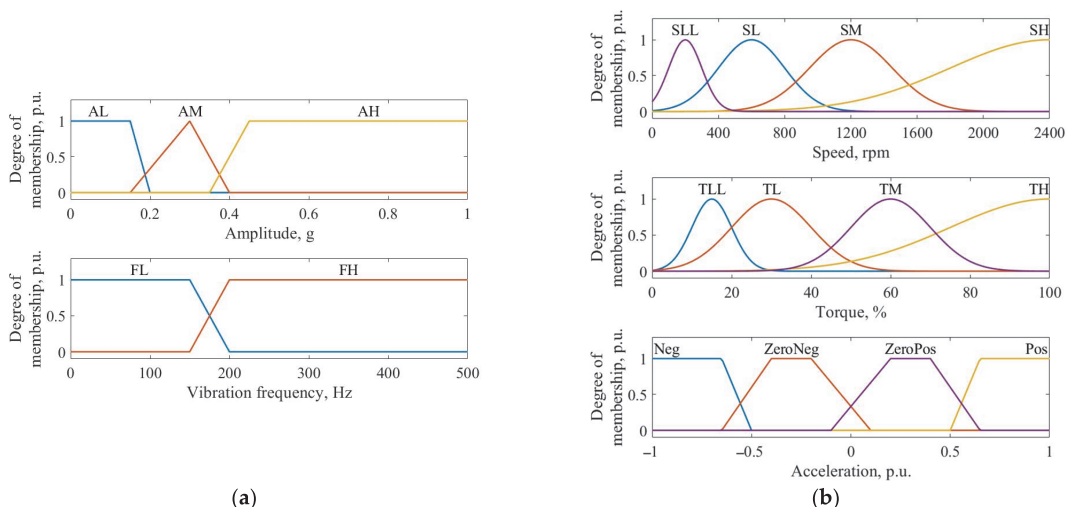 Degree of
membership, p.u.
AL
AM
AH
1
0.5
0
0
0.2
0.4
0.6
0.8
1
Amplitude, g
Degree of
membership, p.u.
FL
FH
1
0.5
0
0
100
200
300
400
500
Vibration frequency, Hz
(a)
Degree of
membership, p.u.
SLL
SL
SM
SH
1
0.5
0
0
400
800
1200
1600
2000
2400
Speed, rpm
Degree of
membership, p.u.
TLL
TL
TM
TH
1
0.5
0
0
20
40
60
80
100
Torque, %
Degree of
membership, p.u.
Neg
ZeroNeg
ZeroPos
Pos
1
0.5
0
−1
−0.5
0
0.5
1
Acceleration, p.u.
(b)